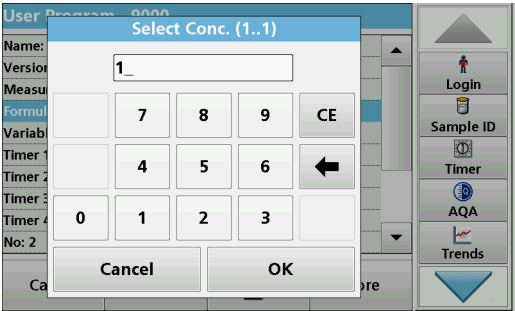 User Program 9000
Select Conc. (1..1)
Name:
1_
Version
Measu
Formul
Variabl
Timer 1
Timer 2
Timer 3
Timer 4
No: 2
7 8 9 CE
4 5 6
0 1 2 3
Cancel OK
Ca
ore
Login
Sample ID
Timer
AQA
Trends